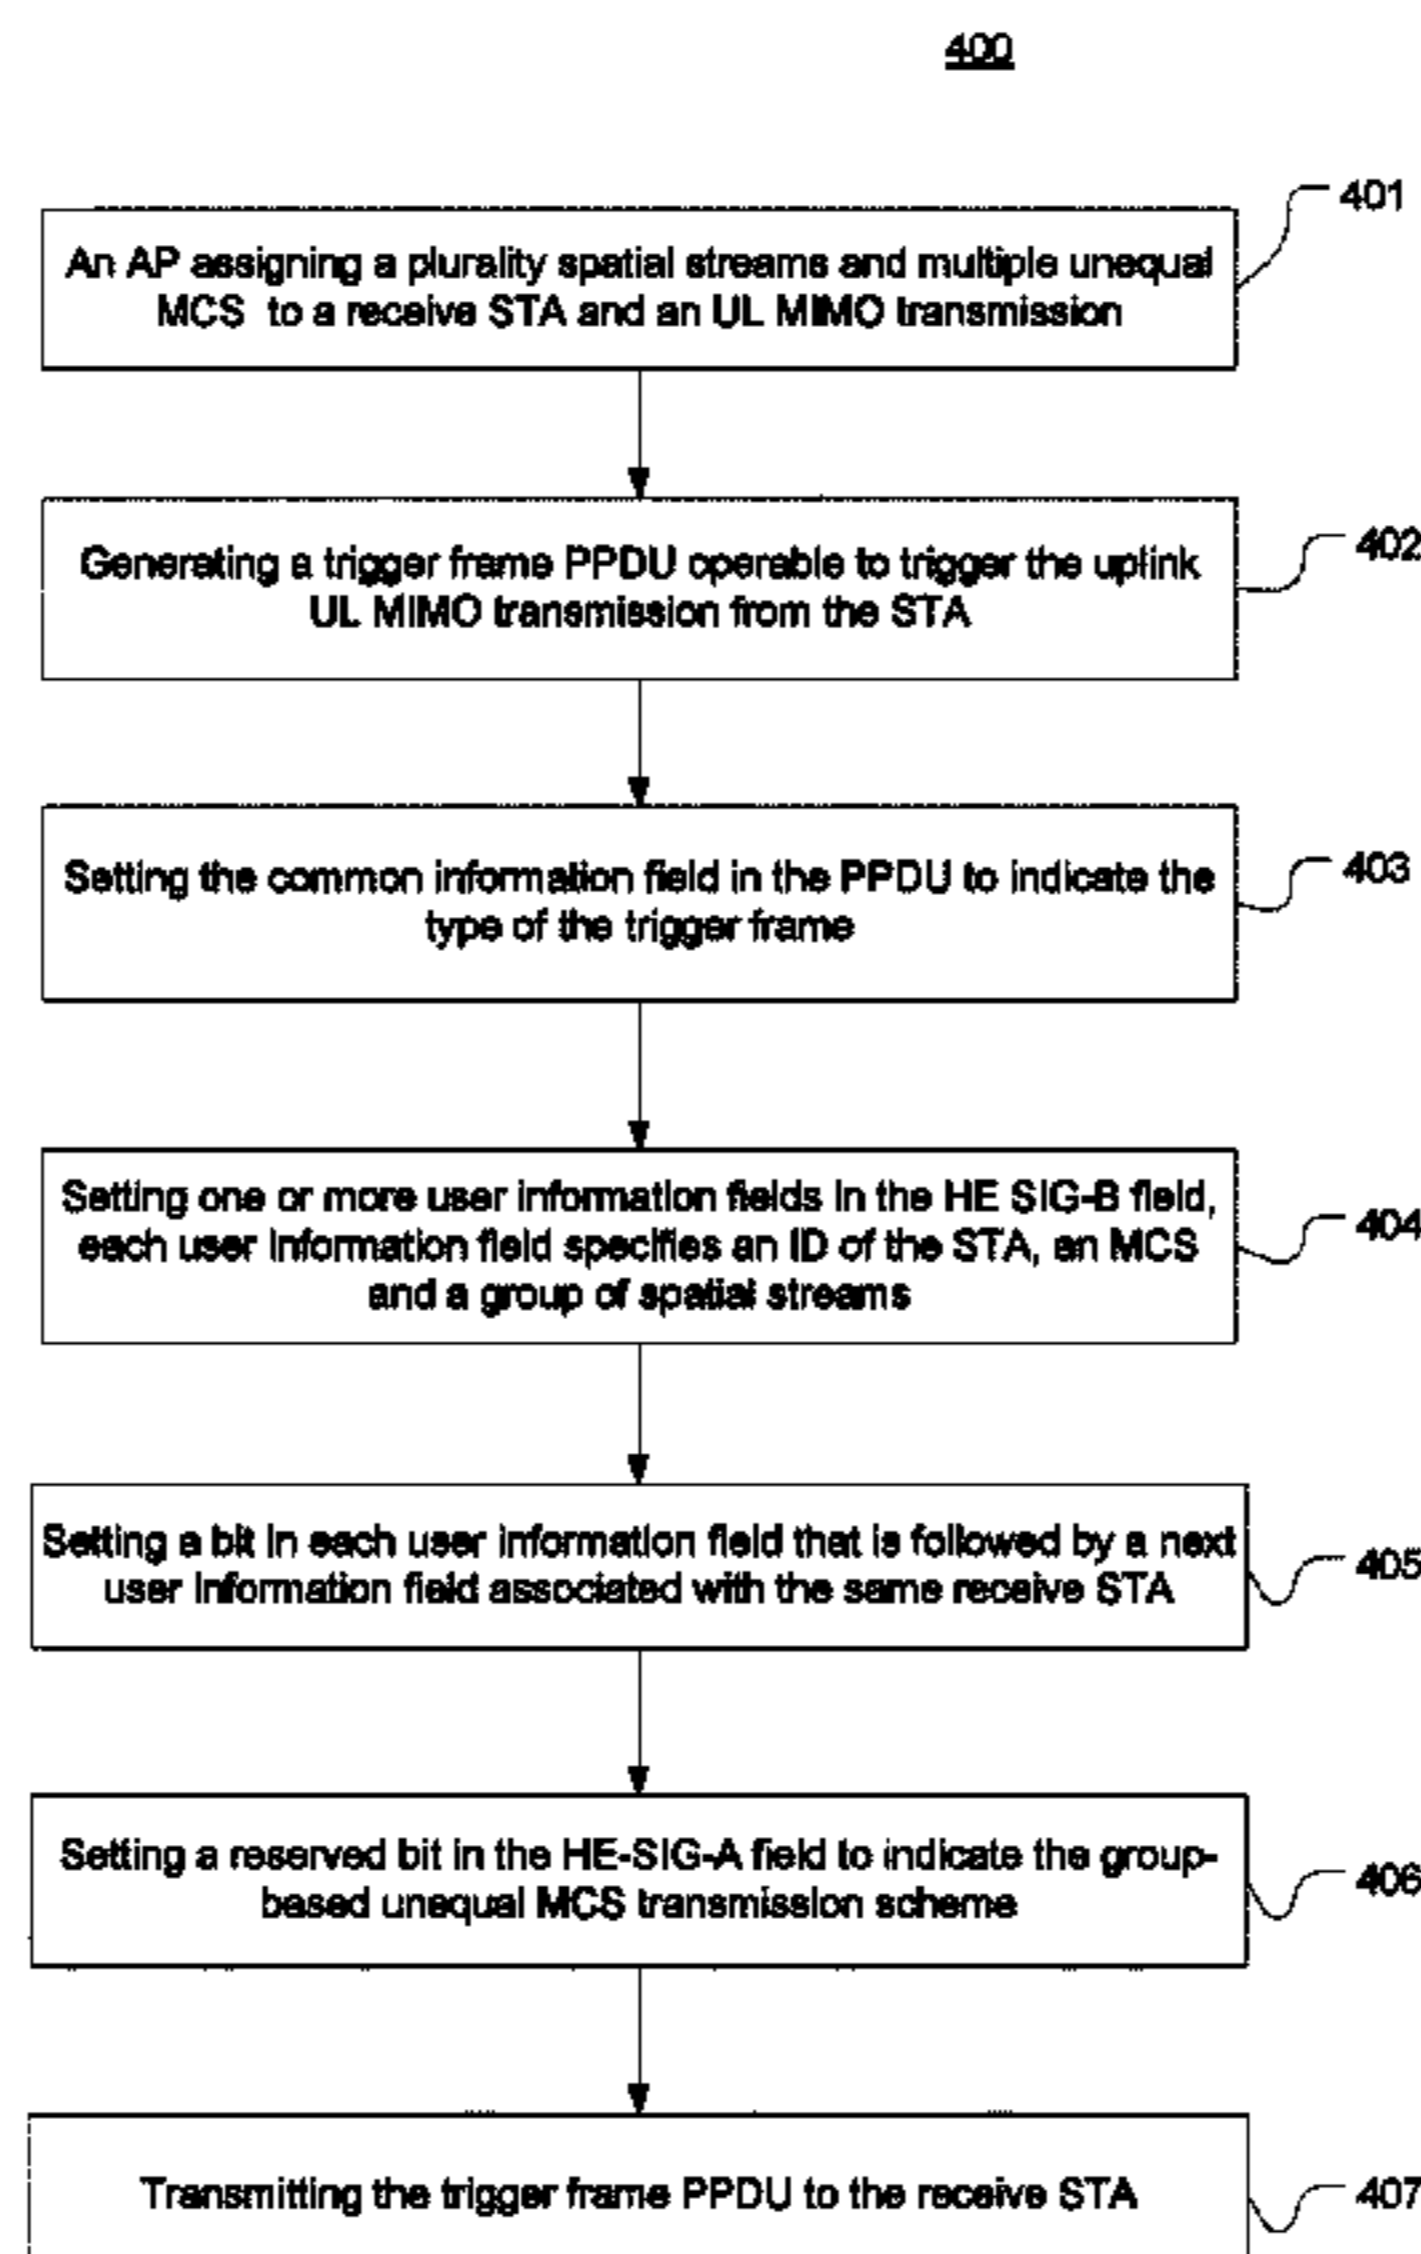 400
401
An AP assigning a plurality spatial streams and multiple unequal
MCS to a receive STA and an UL MIMO transmission
402
Generating a trigger frame PPDU operable to trigger the uplink
UL MIMO transmission from the STA
403
Setting the common information field in the PPDU to indicate the
type of the trigger frame
404
Setting one or more user information fields in the HE SIG-B field,
each user information field specifies an ID of the STA, an MCS
and a group of spatial streams
405
Setting a bit in each user information field that is followed by a next
user information field associated with the same receive STA
406
Setting a reserved bit in the HE-SIG-A field to indicate the group-
based unequal MCS transmission scheme
407
Transmitting the trigger frame PPDU to the receive STA